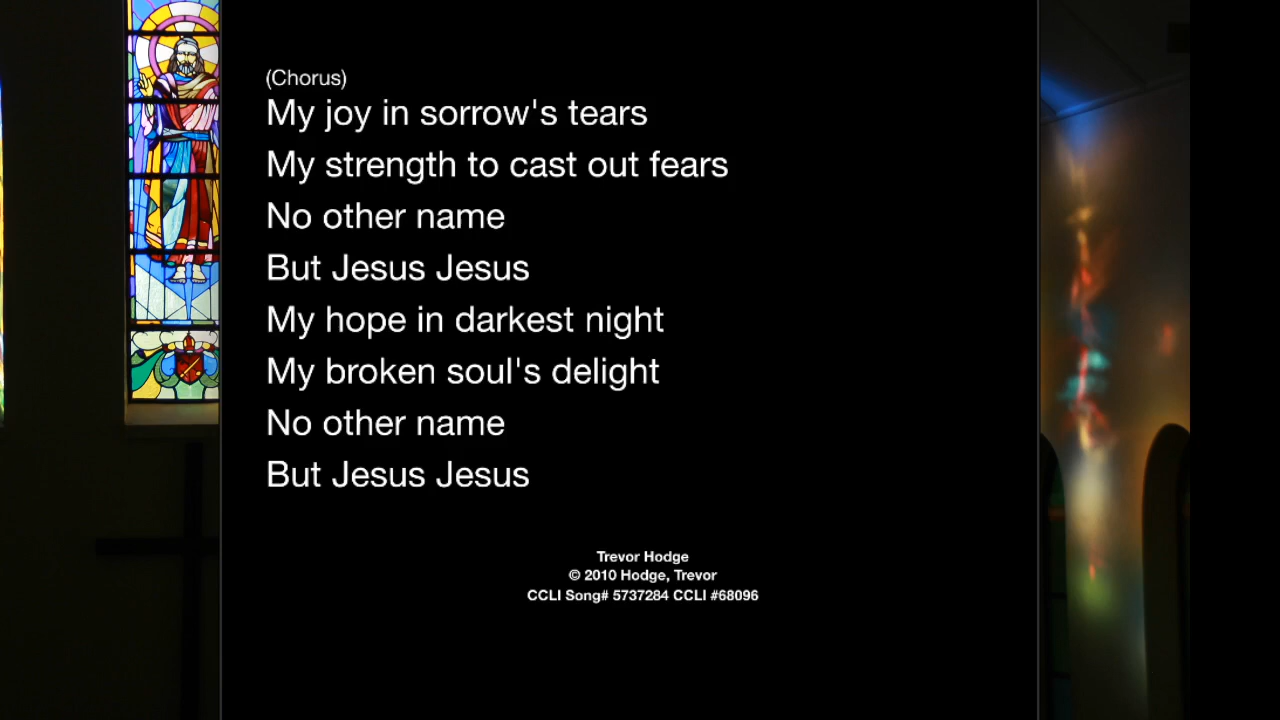 (Chorus)
My joy in sorrow's tears
My strength to cast out fears
No other name
But Jesus Jesus
My hope in darkest night
My broken soul's delight
No other name
But Jesus Jesus
Trevor Hodge
© 2010 Hodge, Trevor
CCLI Song# 5737284 CCLI #68096